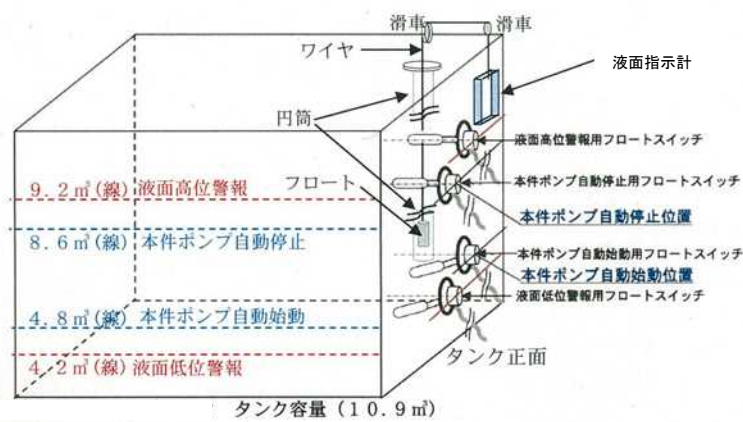 滑車
滑車
ワイヤ
液面指示計
円筒
液面高位警報用フロートスイッチ
フロート
本件ポンプ自動停止用フロートスイッチ
9.2㎥(線) 液面高位警報
本件ポンプ自動停止位置
8.6㎥(線) 本件ポンプ自動停止
本件ポンプ自動始動用フロートスイッチ
本件ポンプ自動始動位置
液面低位警報用フロートスイッチ
4.8㎥(線) 本件ポンプ自動始動
タンク正面
4.2㎥(線) 液面低位警報
タンク容量(10.9㎥)